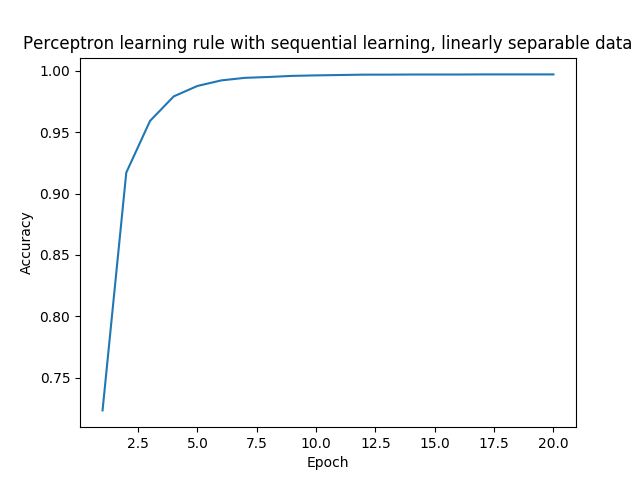 Perceptron learning rule with sequential learning, linearly separable data
1.00
0.95
0.90
0.85
0.80
0.75
Accuracy
2.5 5.0 7.5 10.0 12.5 15.0 17.5 20.0
Epoch